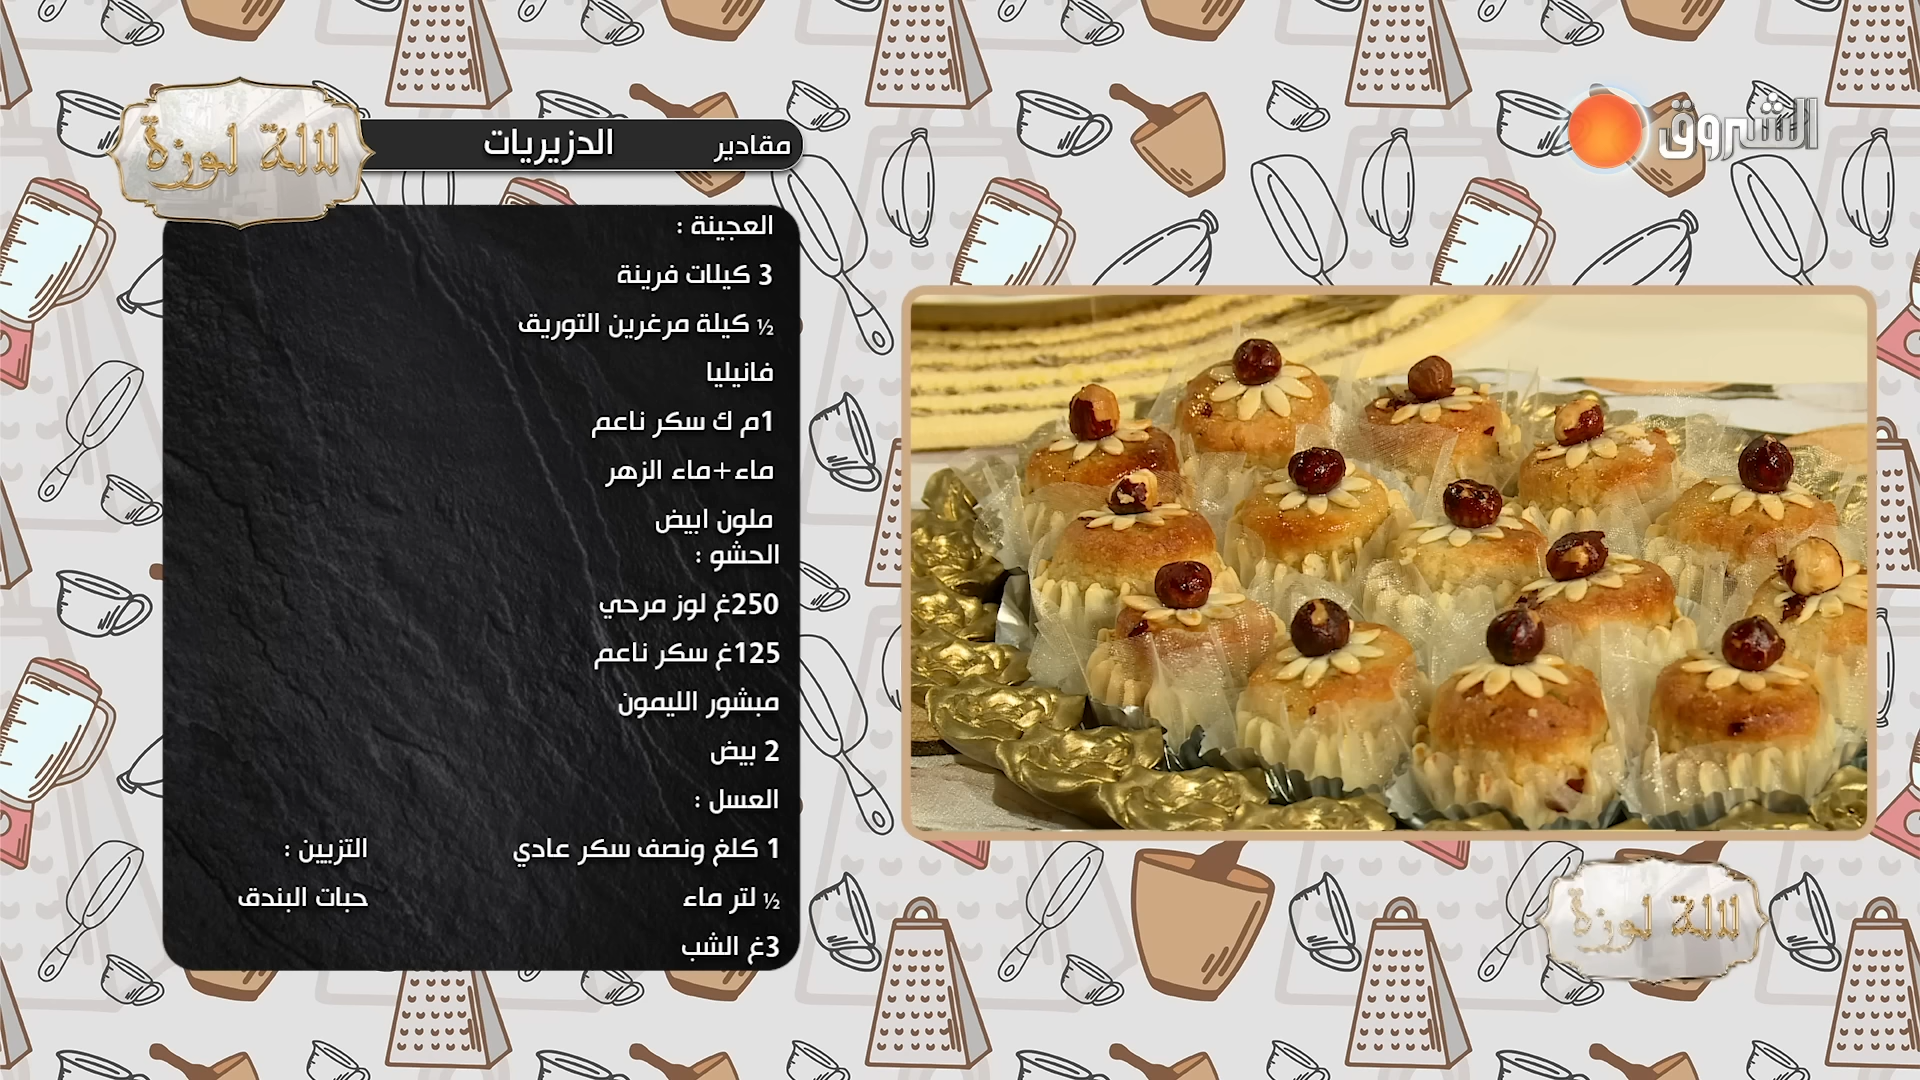 الشروق
لالة لوزة
مقادير الدزيريات
العجينة :
3 كيلات فرينة
½ كيلة مرغرين التوريق
فانيليا
1م ك سكر ناعم
ماء+ماء الزهر
ملون ابيض
الحشو :
250غ لوز مرحي
125غ سكر ناعم
مبشور الليمون
2 بيض
العسل :
1 كلغ ونصف سكر عادي
½ لتر ماء
3غ الشب
التزيين :
حبات البندق
لالة لوزة